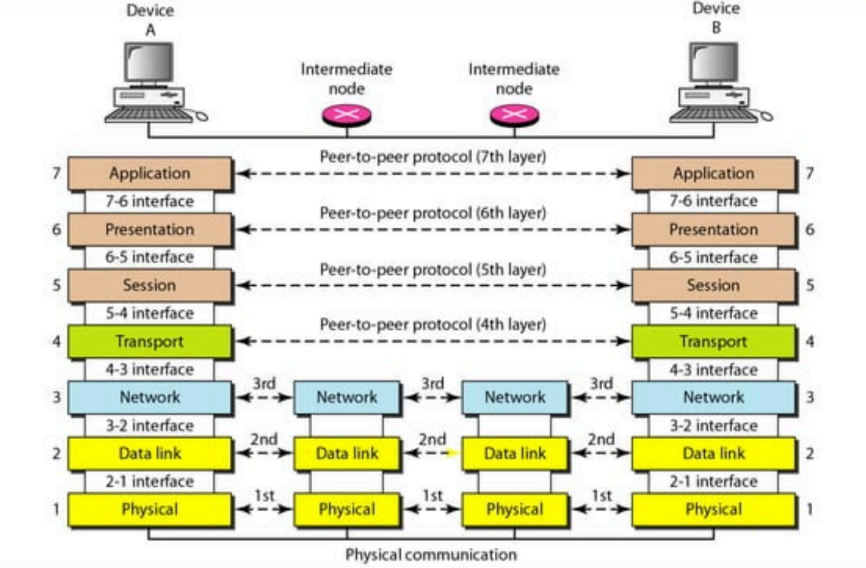 Device
A
Device
B
Intermediate
node
Intermediate
node
Peer-to-peer protocol (7th layer)
7 Application Application 7
7-6 interface 7-6 interface
Peer-to-peer protocol (6th layer)
6 Presentation Presentation 6
6-5 interface 6-5 interface
Peer-to-peer protocol (5th layer)
5 Session Session 5
5-4 interface 5-4 interface
Peer-to-peer protocol (4th layer)
4 Transport Transport 4
4-3 interface 4-3 interface
3rd 3rd 3rd
3 Network Network Network Network 3
3-2 interface 3-2 interface
2nd 2nd 2nd
2 Data link Data link Data link Data link 2
2-1 interface 2-1 interface
1st 1st 1st
1 Physical Physical Physical Physical 1
Physical communication